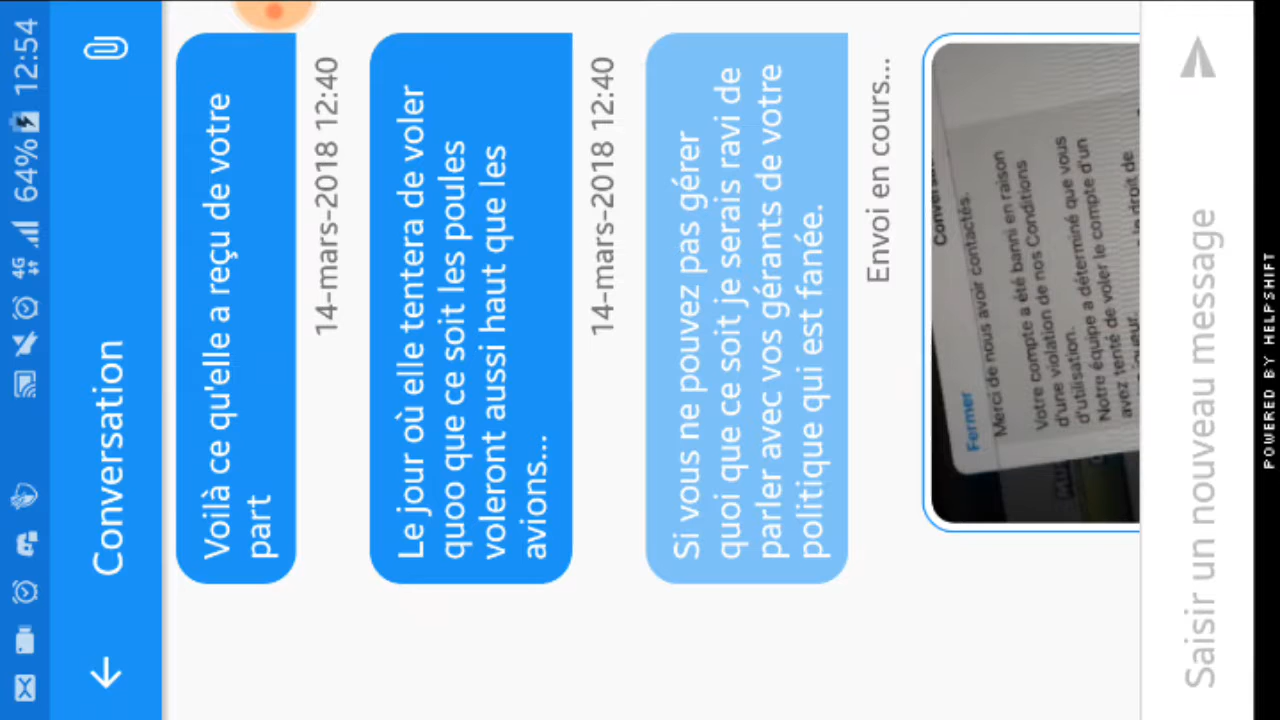 64% 12:54
4G
Conversation
Voilà ce qu'elle a reçu de votre
part
14-mars-2018 12:40
Le jour où elle tentera de voler
quoo que ce soit les poules
voleront aussi haut que les
avions...
14-mars-2018 12:40
Si vous ne pouvez pas gérer
quoi que ce soit je serais ravi de
parler avec vos gérants de votre
politique qui est fanée.
Envoi en cours...
Fermer
Merci de nous avoir contactés.
Votre compte a été banni en raison
d'une violation de nos Conditions
d'utilisation.
Notre équipe a déterminé que vous
avez tenté de voler le compte d'un
droit de
Saisir un nouveau message
POWERED BY HELPSHIFT